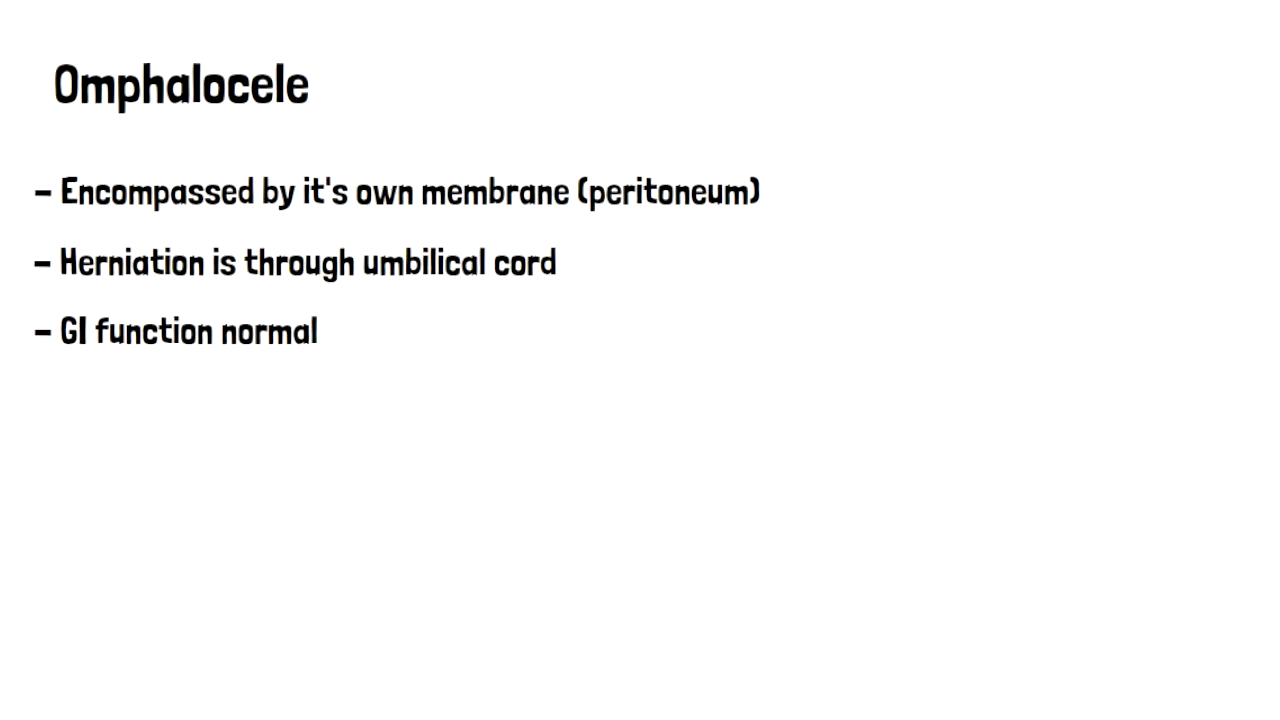 Omphalocele
- Encompassed by it's own membrane (peritoneum)
- Herniation is through umbilical cord
- GI function normal